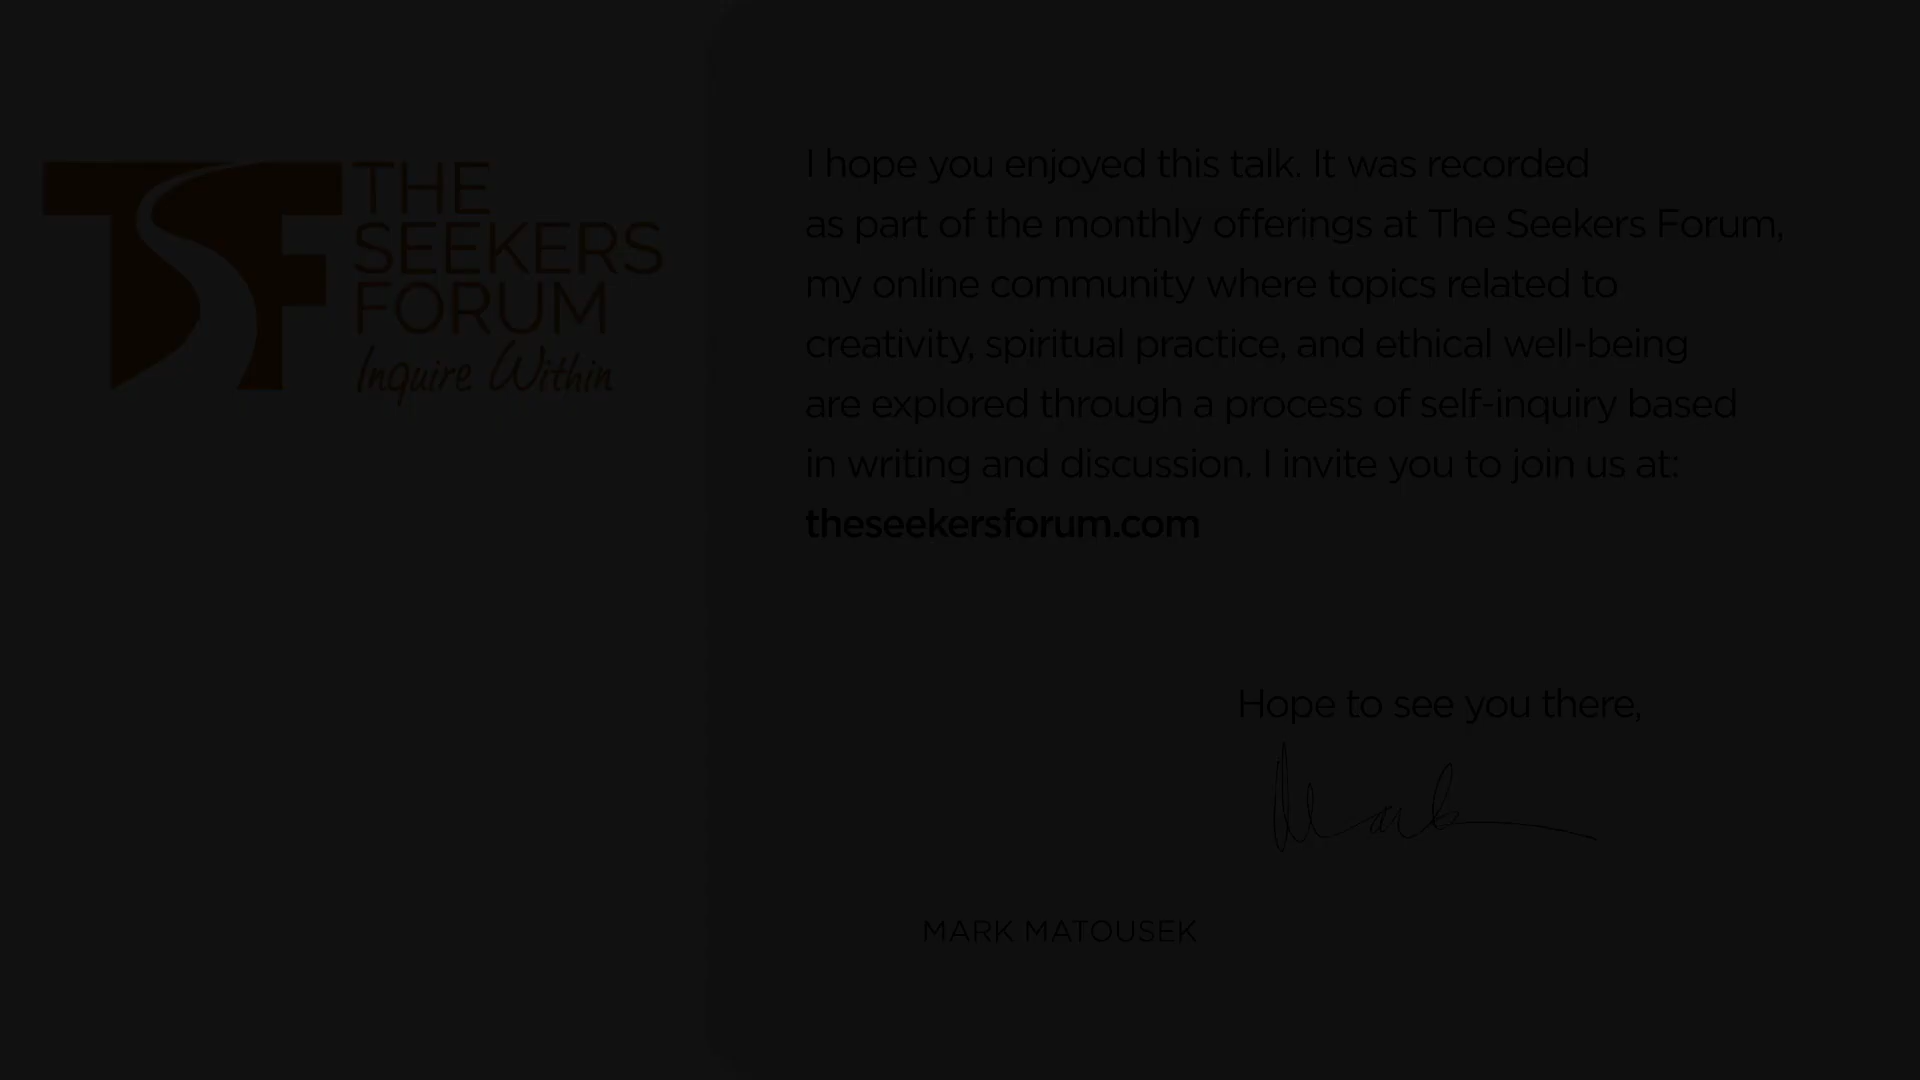 THE
SEEKERS
FORUM
Inquire Within
I hope you enjoyed this talk. It was recorded
as part of the monthly offerings at The Seekers Forum,
my online community where topics related to
creativity, spiritual practice, and ethical well-being
are explored through a process of self-inquiry based
in writing and discussion. I invite you to join us at:
theseekersforum.com
Hope to see you there,
Mark
MARK MATOUSEK